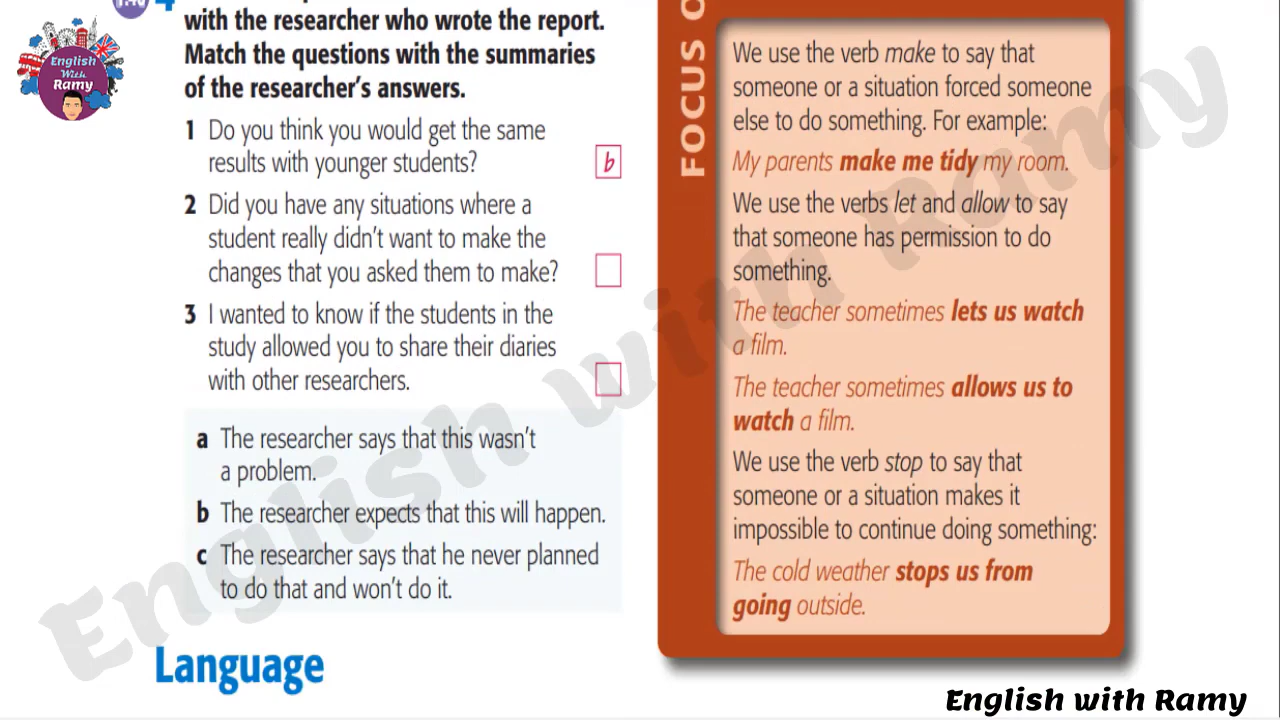 English
With
Ramy
4
with the researcher who wrote the report.
Match the questions with the summaries
of the researcher's answers.
1 Do you think you would get the same
results with younger students?
b
2 Did you have any situations where a
student really didn't want to make the
changes that you asked them to make?
3 I wanted to know if the students in the
study allowed you to share their diaries
with other researchers.
a The researcher says that this wasn't
a problem.
b The researcher expects that this will happen.
c The researcher says that he never planned
to do that and won't do it.
Language
FOCUS O
We use the verb make to say that
someone or a situation forced someone
else to do something. For example:
My parents make me tidy my room.
We use the verbs let and allow to say
that someone has permission to do
something.
The teacher sometimes lets us watch
a film.
The teacher sometimes allows us to
watch a film.
We use the verb stop to say that
someone or a situation makes it
impossible to continue doing something:
The cold weather stops us from
going outside.
English with Ramy
English with Ramy